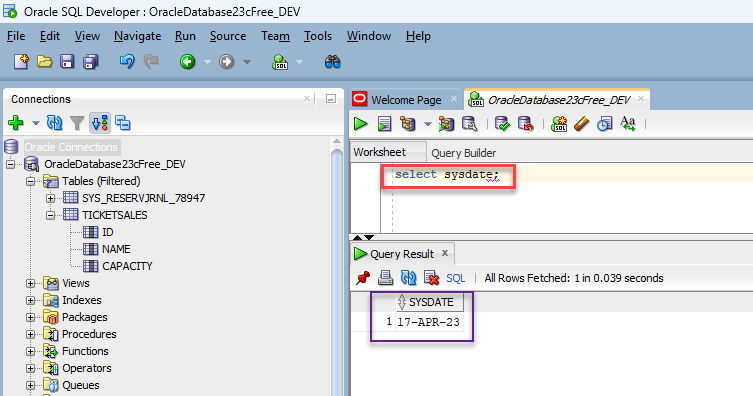 Oracle SQL Developer : OracleDatabase23cFree_DEV
File Edit View Navigate Run Source Team Tools Window Help
Connections
Oracle Connections
OracleDatabase23cFree_DEV
Tables (Filtered)
SYS_RESERVJRNL_78947
TICKETSALES
ID
NAME
CAPACITY
Views
Indexes
Packages
Procedures
Functions
Operators
Queues
Welcome Page OracleDatabase23cFree_DEV
SQL
Aa
Worksheet Query Builder
select sysdate;
Query Result x
SQL All Rows Fetched: 1 in 0.039 seconds
SYSDATE
1 17-APR-23